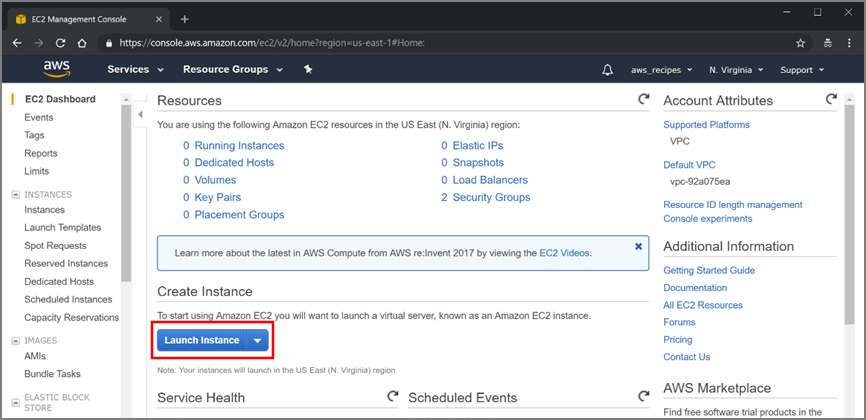 EC2 Management Console
https://console.aws.amazon.com/ec2/v2/home?region=us-east-1#Home:
aws
Services
Resource Groups
aws_recipes
N. Virginia
Support
EC2 Dashboard
Events
Tags
Reports
Limits
INSTANCES
Instances
Launch Templates
Spot Requests
Reserved Instances
Dedicated Hosts
Scheduled Instances
Capacity Reservations
IMAGES
AMIs
Bundle Tasks
ELASTIC BLOCK
STORE
Resources
You are using the following Amazon EC2 resources in the US East (N. Virginia) region:
0 Running Instances
0 Dedicated Hosts
0 Volumes
0 Key Pairs
0 Placement Groups
0 Elastic IPs
0 Snapshots
0 Load Balancers
2 Security Groups
Learn more about the latest in AWS Compute from AWS re:Invent 2017 by viewing the EC2 Videos.
Create Instance
To start using Amazon EC2 you will want to launch a virtual server, known as an Amazon EC2 instance.
Launch Instance
Note: Your instances will launch in the US East (N. Virginia) region
Service Health
Scheduled Events
Account Attributes
Supported Platforms
VPC
Default VPC
vpc-92a075ea
Resource ID length management
Console experiments
Additional Information
Getting Started Guide
Documentation
All EC2 Resources
Forums
Pricing
Contact Us
AWS Marketplace
Find free software trial products in the